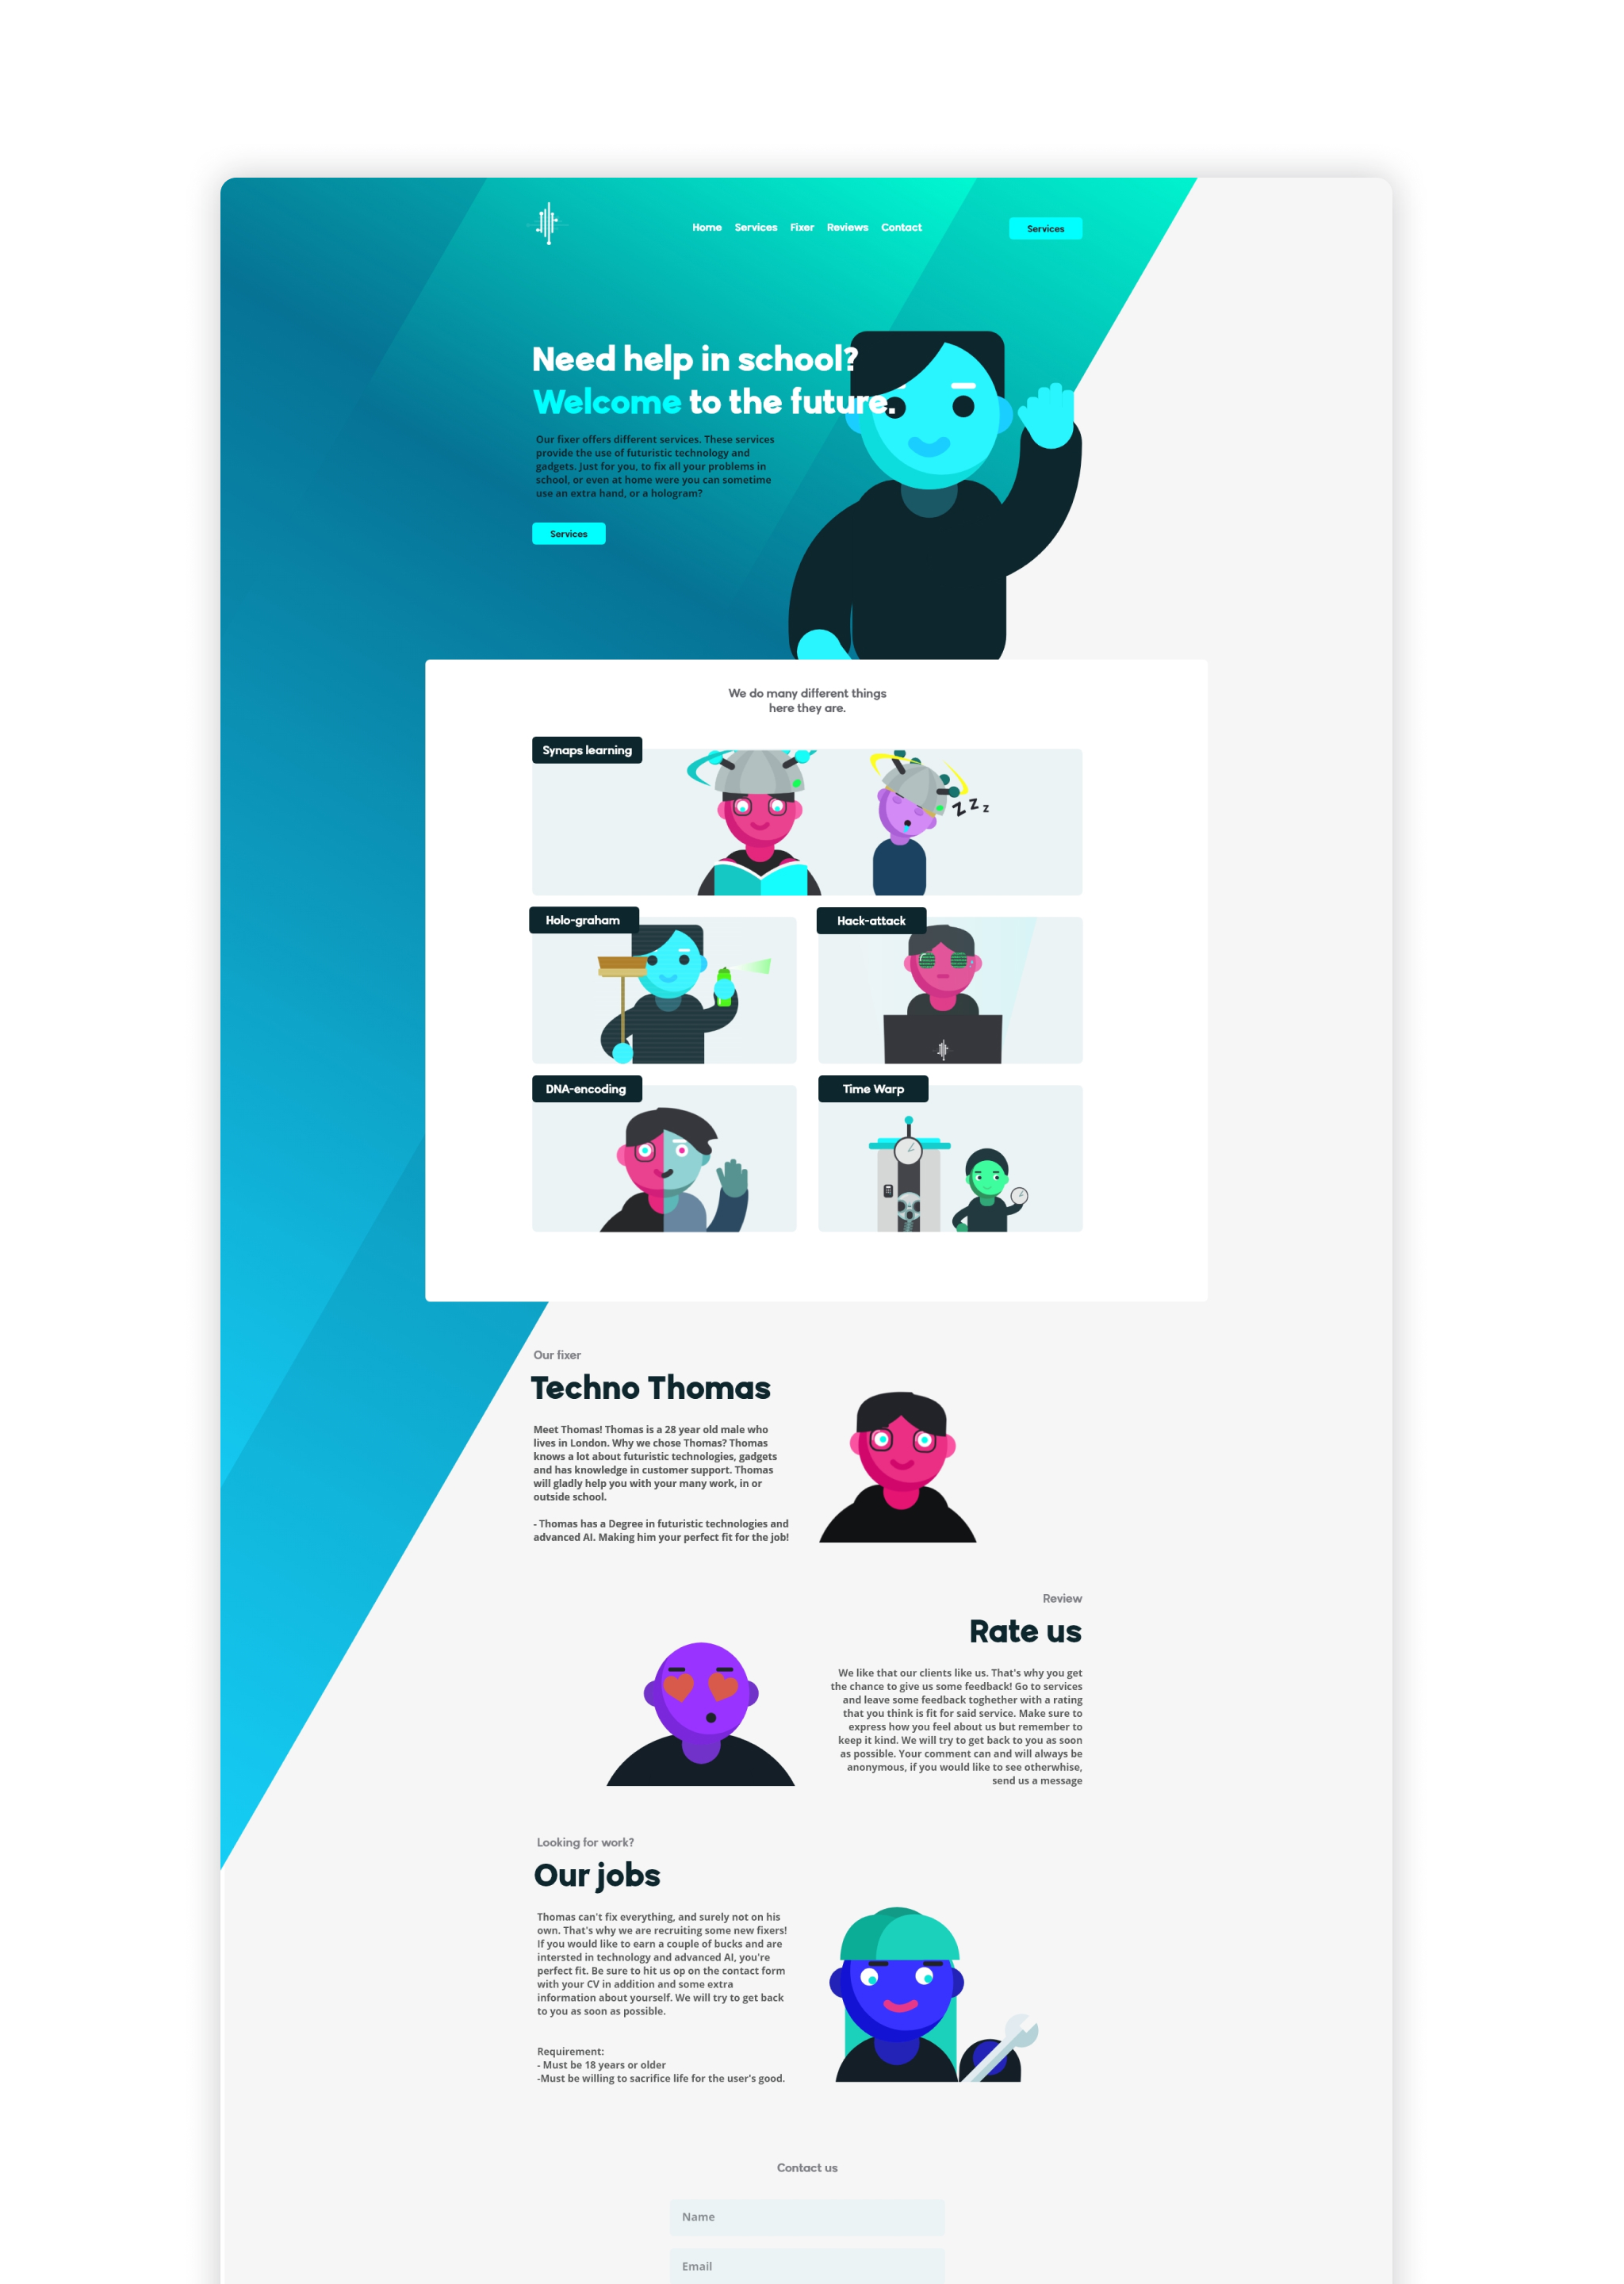 Home Services Fixer Reviews Contact
Services
Need help in school?
Welcome to the future.
Our fixer offers different services. These services
provide the use of futuristic technology and
gadgets. Just for you, to fix all your problems in
school, or even at home were you can sometime
use an extra hand, or a hologram?
Services
We do many different things
here they are.
Synaps learning
z z z
Holo-graham
Hack-attack
DNA-encoding
Time Warp
Our fixer
Techno Thomas
Meet Thomas! Thomas is a 28 year old male who
lives in London. Why we chose Thomas? Thomas
knows a lot about futuristic technologies, gadgets
and has knowledge in customer support. Thomas
will gladly help you with your many work, in or
outside school.
- Thomas has a Degree in futuristic technologies and
advanced AI. Making him your perfect fit for the job!
Review
Rate us
We like that our clients like us. That's why you get
the chance to give us some feedback! Go to services
and leave some feedback toghether with a rating
that you think is fit for said service. Make sure to
express how you feel about us but remember to
keep it kind. We will try to get back to you as soon
as possible. Your comment can and will always be
anonymous, if you would like to see otherwhise,
send us a message
Looking for work?
Our jobs
Thomas can't fix everything, and surely not on his
own. That's why we are recruiting some new fixers!
If you would like to earn a couple of bucks and are
intersted in technology and advanced AI, you're
perfect fit. Be sure to hit us op on the contact form
with your CV in addition and some extra
information about yourself. We will try to get back
to you as soon as possible.
Requirement:
- Must be 18 years or older
-Must be willing to sacrifice life for the user's good.
Contact us
Name
Email